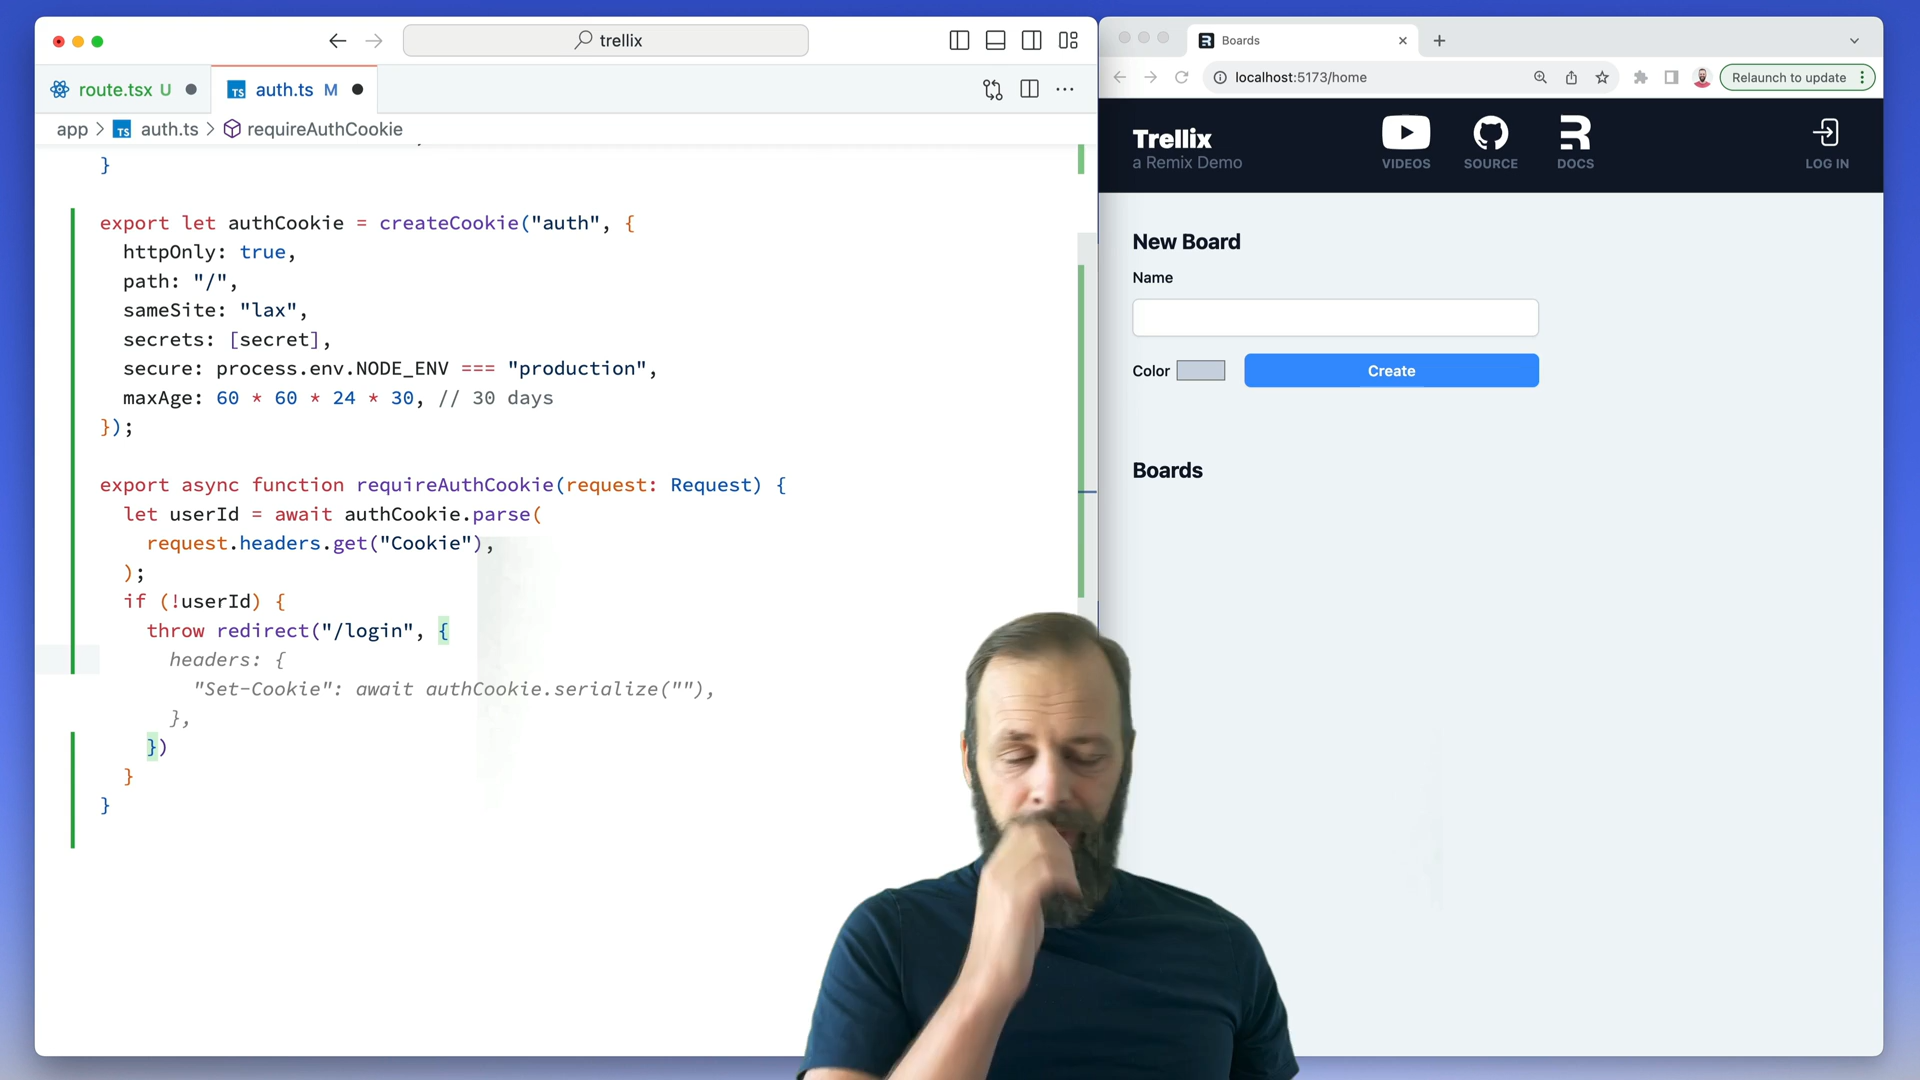 trellix
route.tsx U
auth.ts M
app > auth.ts > requireAuthCookie
}
export let authCookie = createCookie("auth", {
httpOnly: true,
path: "/",
sameSite: "lax",
secrets: [secret],
secure: process.env.NODE_ENV === "production",
maxAge: 60 * 60 * 24 * 30, // 30 days
});
export async function requireAuthCookie(request: Request) {
let userId = await authCookie.parse(
request.headers.get("Cookie"),
);
if (!userId) {
throw redirect("/login", {
headers: {
"Set-Cookie": await authCookie.serialize(""),
},
})
}
}
Boards
localhost:5173/home
Relaunch to update
Trellix
a Remix Demo
VIDEOS
SOURCE
DOCS
LOG IN
New Board
Name
Color
Create
Boards